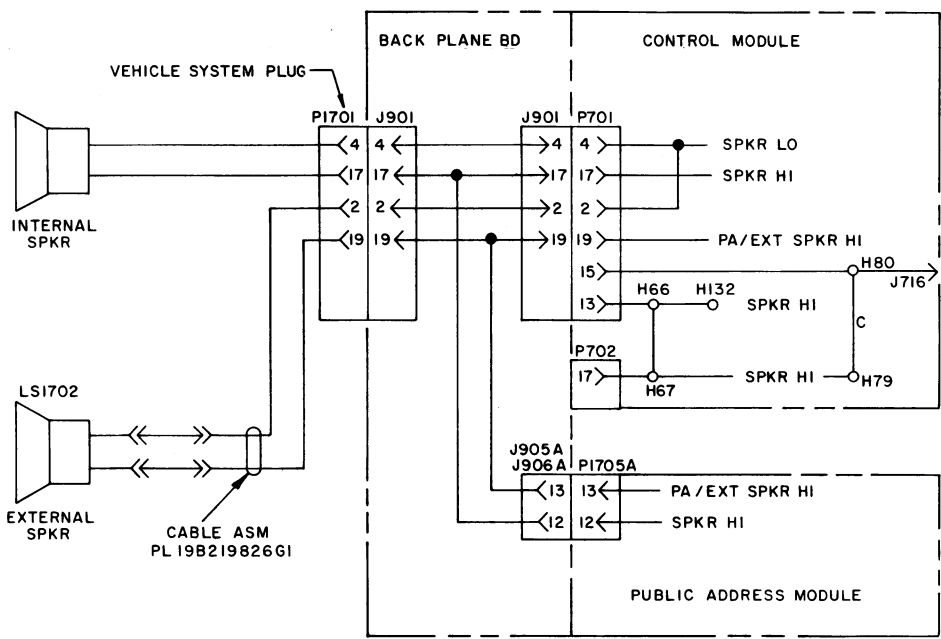 BACK PLANE BD
CONTROL MODULE
VEHICLE SYSTEM PLUG
P1701 J901
J901 P701
4 4
4 4
SPKR LO
17 17
17 17
SPKR HI
2 2
2 2
19 19
19 19
PA/EXT SPKR HI
INTERNAL
SPKR
15
H80
J716
13
H66
H132
SPKR HI
C
P702
17
H67
SPKR HI
H79
LS1702
EXTERNAL
SPKR
CABLE ASM
PL19B219826G1
J905A
J906A P1705A
13 13
PA/EXT SPKR HI
12 12
SPKR HI
PUBLIC ADDRESS MODULE